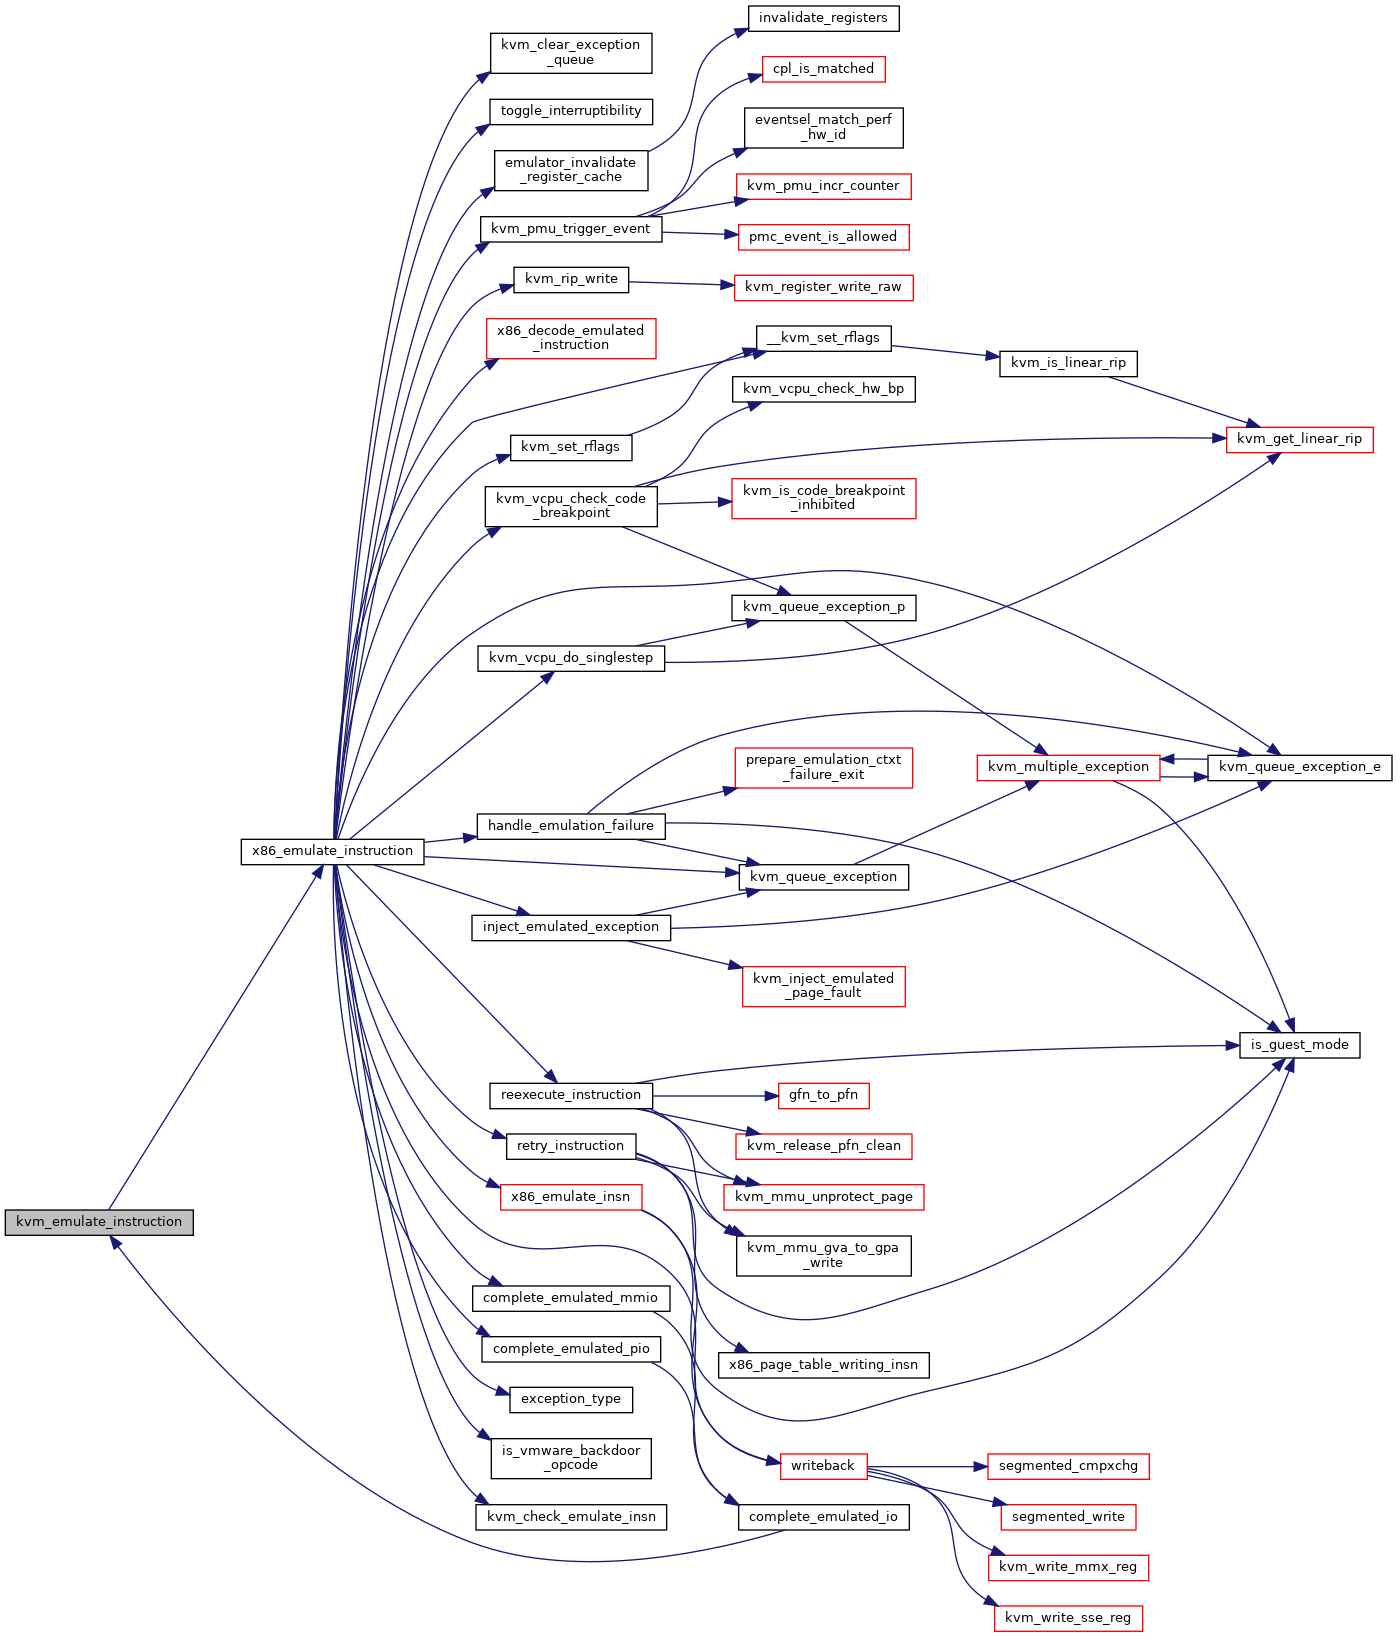 invalidate_registers
kvm_clear_exception
_queue
cpl_is_matched
toggle_interruptibility
eventsel_match_perf
_hw_id
emulator_invalidate
_register_cache
kvm_pmu_incr_counter
kvm_pmu_trigger_event
pmc_event_is_allowed
kvm_rip_write
kvm_register_write_raw
x86_decode_emulated
_instruction
__kvm_set_rflags
kvm_is_linear_rip
kvm_vcpu_check_hw_bp
kvm_set_rflags
kvm_get_linear_rip
kvm_vcpu_check_code
_breakpoint
kvm_is_code_breakpoint
_inhibited
kvm_queue_exception_p
kvm_vcpu_do_singlestep
prepare_emulation_ctxt
_failure_exit
kvm_multiple_exception
kvm_queue_exception_e
handle_emulation_failure
x86_emulate_instruction
kvm_queue_exception
inject_emulated_exception
kvm_inject_emulated
_page_fault
is_guest_mode
reexecute_instruction
gfn_to_pfn
retry_instruction
kvm_release_pfn_clean
x86_emulate_insn
kvm_mmu_unprotect_page
kvm_emulate_instruction
kvm_mmu_gva_to_gpa
_write
complete_emulated_mmio
complete_emulated_pio
x86_page_table_writing_insn
exception_type
is_vmware_backdoor
_opcode
writeback
segmented_cmpxchg
kvm_check_emulate_insn
complete_emulated_io
segmented_write
kvm_write_mmx_reg
kvm_write_sse_reg